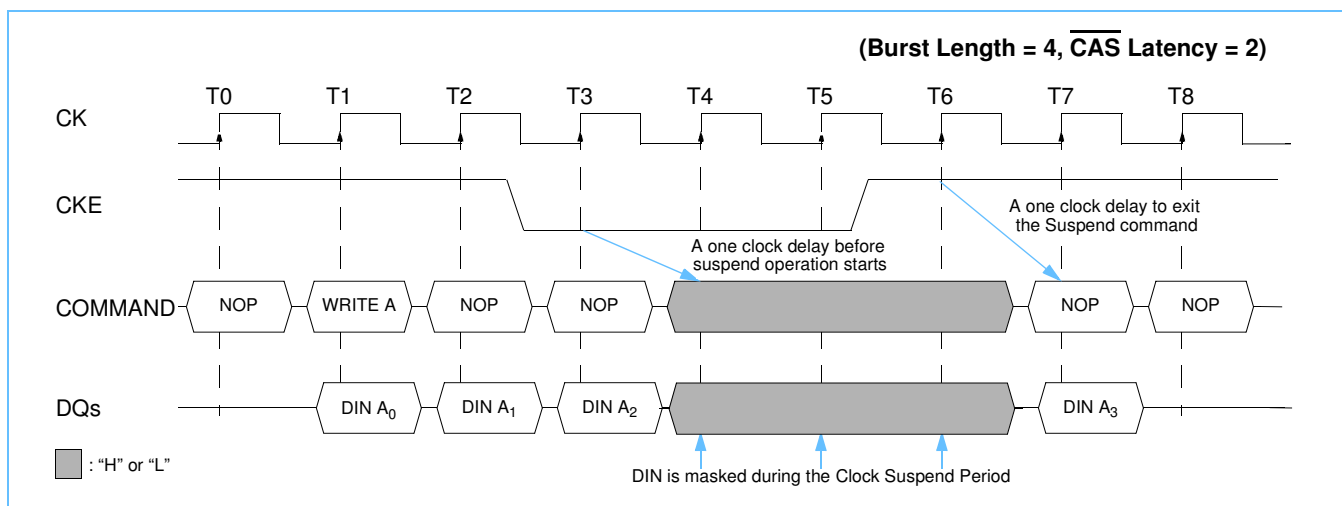 (Burst Length = 4, CAS Latency = 2)
T0 T1 T2 T3 T4 T5 T6 T7 T8
CK
CKE
A one clock delay to exit
the Suspend command
A one clock delay before
suspend operation starts
COMMAND NOP WRITE A NOP NOP NOP NOP
DQs DIN A0 DIN A1 DIN A2 DIN A3
: “H” or “L”
DIN is masked during the Clock Suspend Period